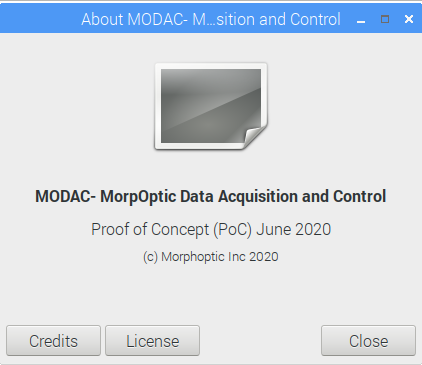 About MODAC- M...sition and Control
MODAC- MorpOptic Data Acquisition and Control
Proof of Concept (PoC) June 2020
(c) Morphoptic Inc 2020
Credits
License
Close